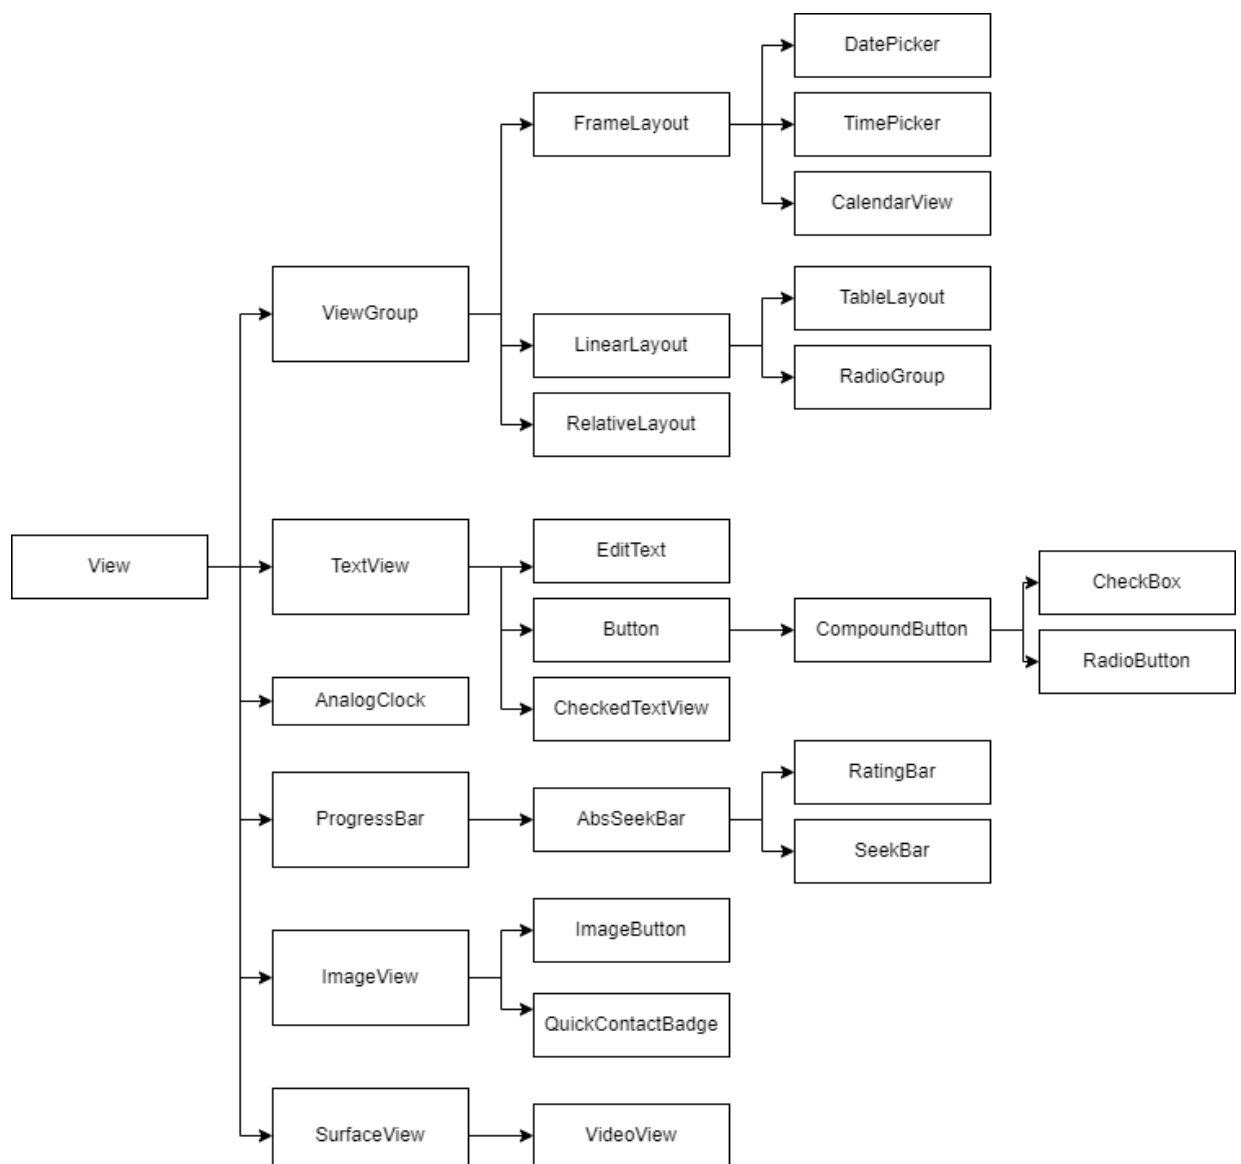 DatePicker
FrameLayout
TimePicker
CalendarView
ViewGroup
TableLayout
LinearLayout
RadioGroup
RelativeLayout
View
TextView
EditText
CheckBox
Button
CompoundButton
RadioButton
AnalogClock
CheckedTextView
RatingBar
ProgressBar
AbsSeekBar
SeekBar
ImageButton
ImageView
QuickContactBadge
SurfaceView
VideoView